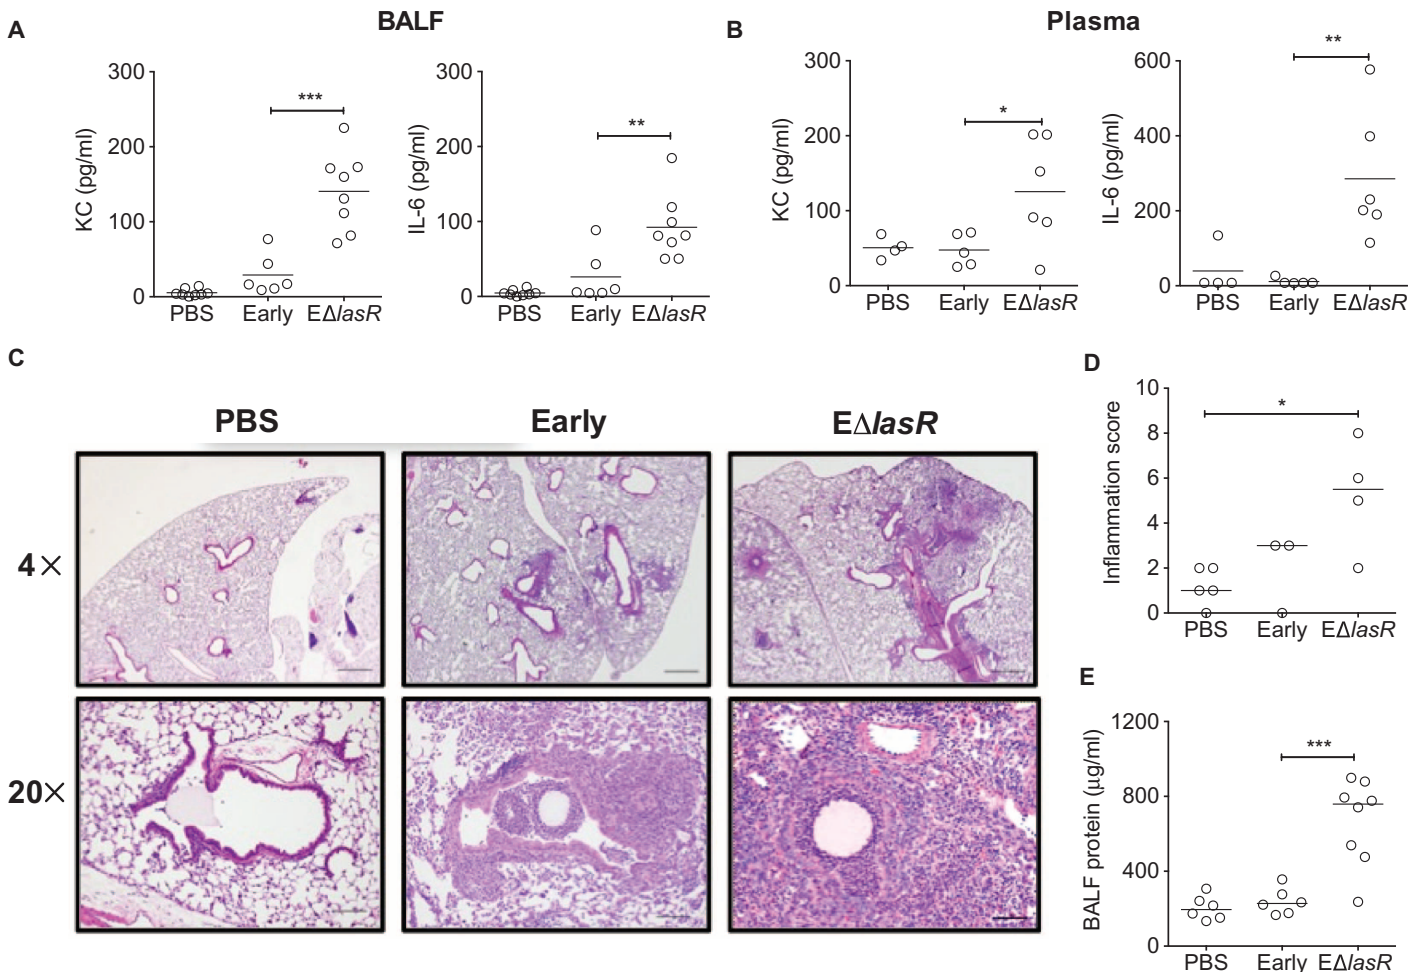 A
BALF
B
Plasma
300
200
100
0
KC (pg/ml)
***
PBS
Early
EΔlasR
300
200
100
0
IL-6 (pg/ml)
**
PBS
Early
EΔlasR
300
200
100
0
KC (pg/ml)
*
PBS
Early
EΔlasR
600
400
200
0
IL-6 (pg/ml)
**
PBS
Early
EΔlasR
C
PBS
Early
EΔlasR
4×
20×
D
10
8
6
4
2
0
Inflammation score
*
PBS
Early
EΔlasR
E
1200
800
400
0
BALF protein (μg/ml)
***
PBS
Early
EΔlasR